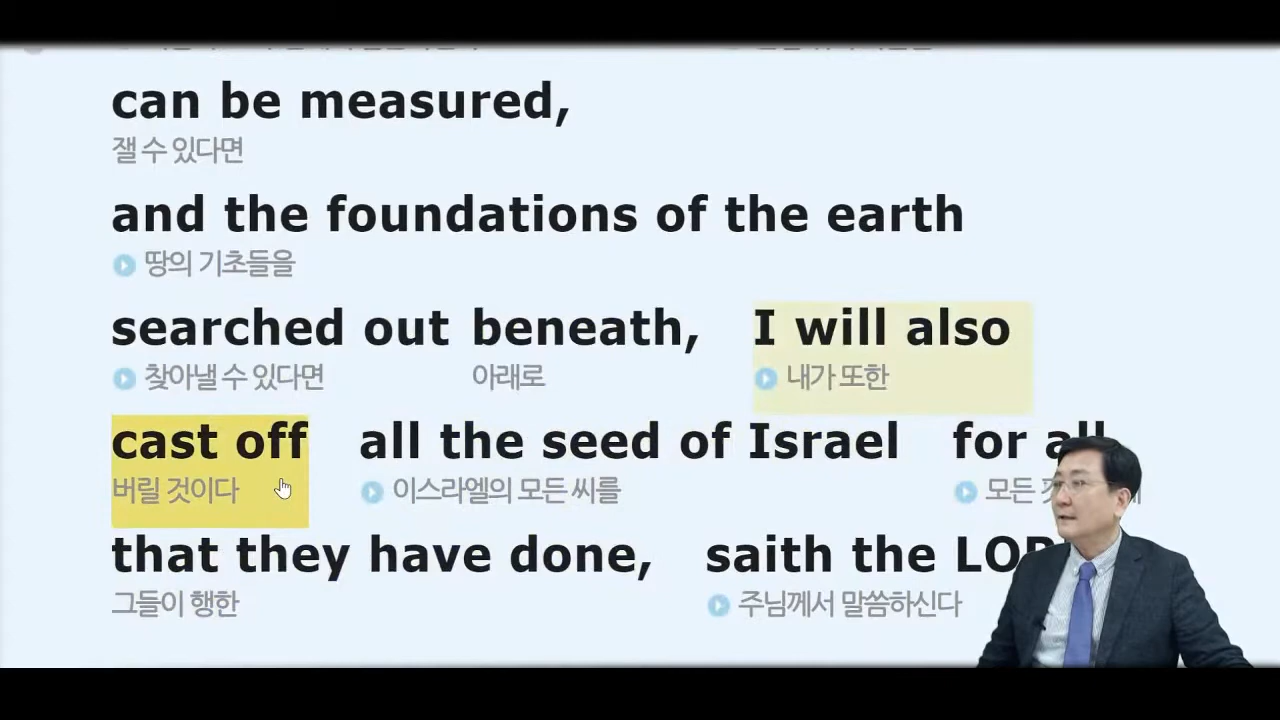 can be measured,
잴 수 있다면
and the foundations of the earth
땅의 기초들을
searched out beneath, I will also
찾아낼 수 있다면 아래로 내가 또한
cast off all the seed of Israel for all
버릴 것이다 이스라엘의 모든 씨를 모든
that they have done, saith the
그들이 행한 주님께서 말씀하신다